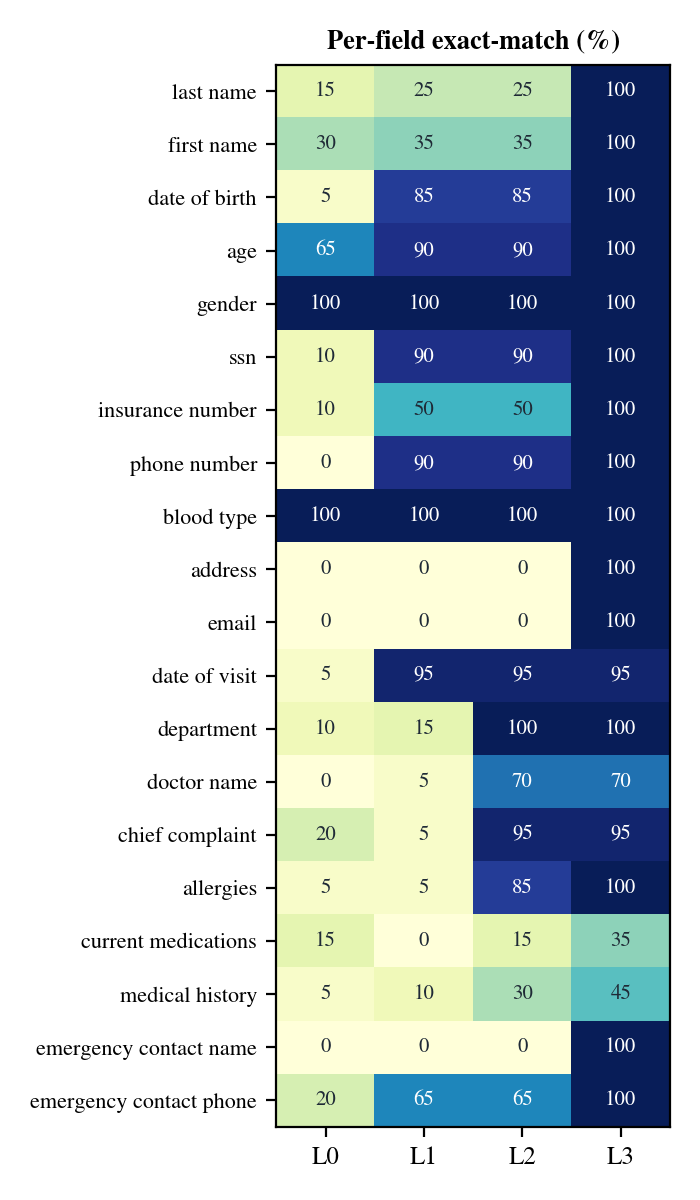 Per-field exact-match (%)
last name 15 25 25 100
first name 30 35 35 100
date of birth 5 85 85 100
age 65 90 90 100
gender 100 100 100 100
ssn 10 90 90 100
insurance number 10 50 50 100
phone number 0 90 90 100
blood type 100 100 100 100
address 0 0 0 100
email 0 0 0 100
date of visit 5 95 95 95
department 10 15 100 100
doctor name 0 5 70 70
chief complaint 20 5 95 95
allergies 5 5 85 100
current medications 15 0 15 35
medical history 5 10 30 45
emergency contact name 0 0 0 100
emergency contact phone 20 65 65 100
L0 L1 L2 L3